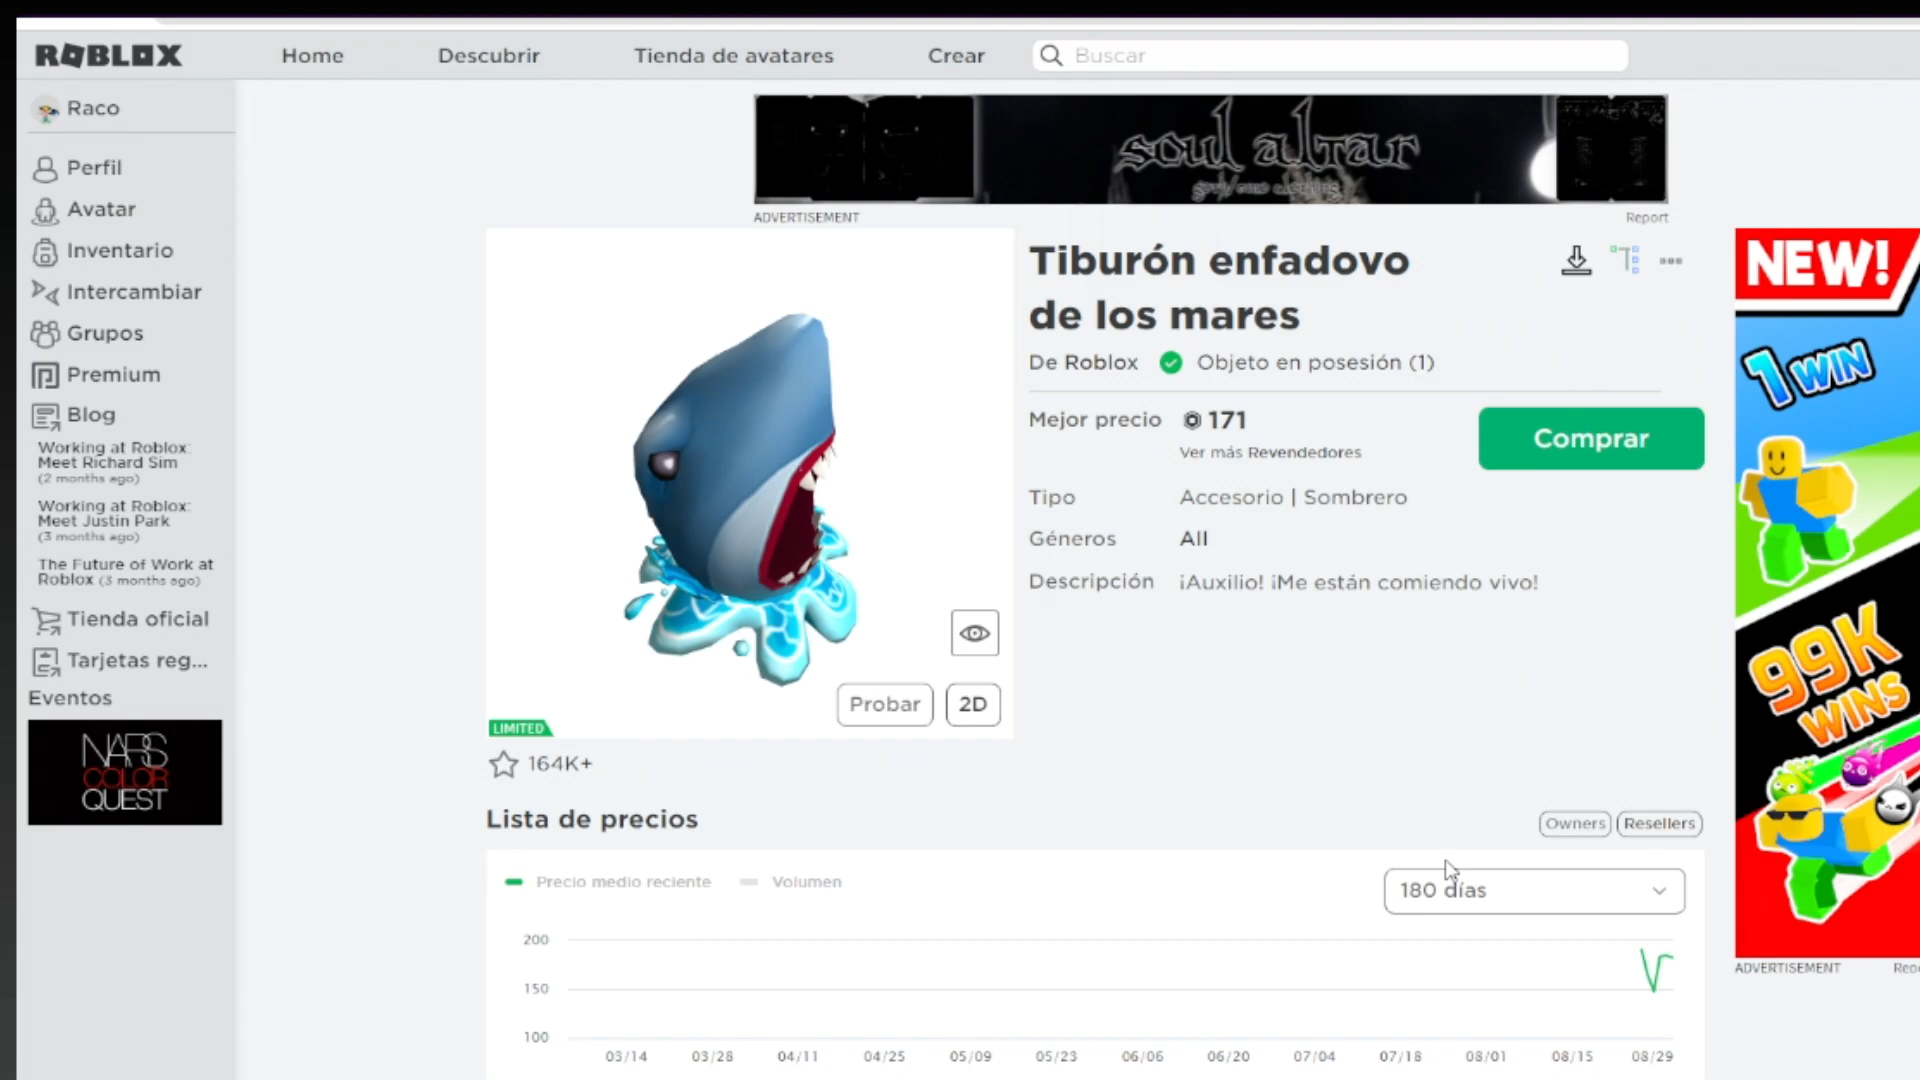 ROBLOX
Home
Descubrir
Tienda de avatares
Crear
Buscar
Raco
Perfil
Avatar
Inventario
Intercambiar
Grupos
Premium
Blog
Working at Roblox:
Meet Richard Sim
(2 months ago)
Working at Roblox:
Meet Justin Park
(3 months ago)
The Future of Work at
Roblox (3 months ago)
Tienda oficial
Tarjetas reg...
Eventos
NARS
COLOR
QUEST
soul altar
ADVERTISEMENT
Report
Tiburón enfadovo
de los mares
De Roblox
Objeto en posesión (1)
Mejor precio
171
Ver más Revendedores
Comprar
Tipo
Accesorio | Sombrero
Géneros
All
Descripción
¡Auxilio! ¡Me están comiendo vivo!
Probar
2D
LIMITED
164K+
Lista de precios
Owners
Resellers
Precio medio reciente
Volumen
180 días
200
150
100
03/14
03/28
04/11
04/25
05/09
05/23
06/06
06/20
07/04
07/18
08/01
08/15
08/29
NEW!
1 WIN
99K
WINS
ADVERTISEMENT